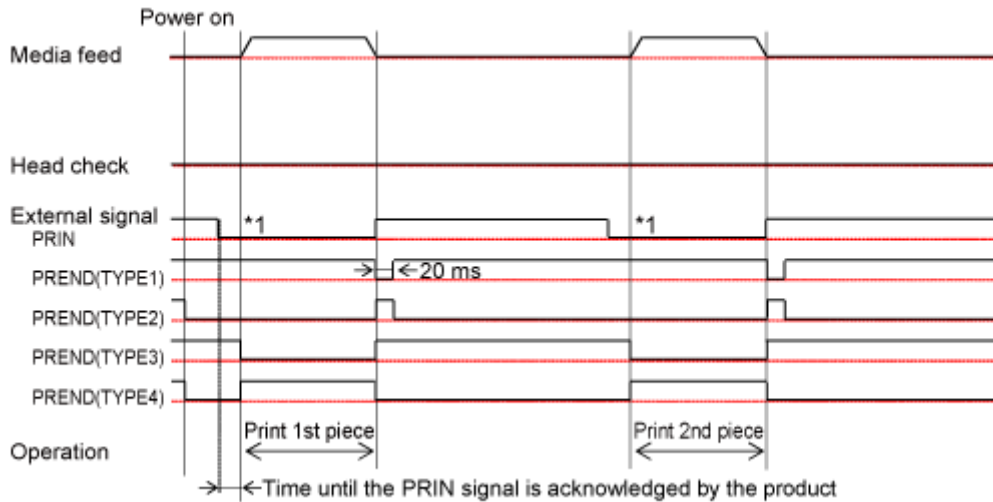 Power on
Media feed
Head check
External signal
PRIN
*1
*1
PREND(TYPE1)
20 ms
PREND(TYPE2)
PREND(TYPE3)
PREND(TYPE4)
Operation
Print 1st piece
Print 2nd piece
Time until the PRIN signal is acknowledged by the product